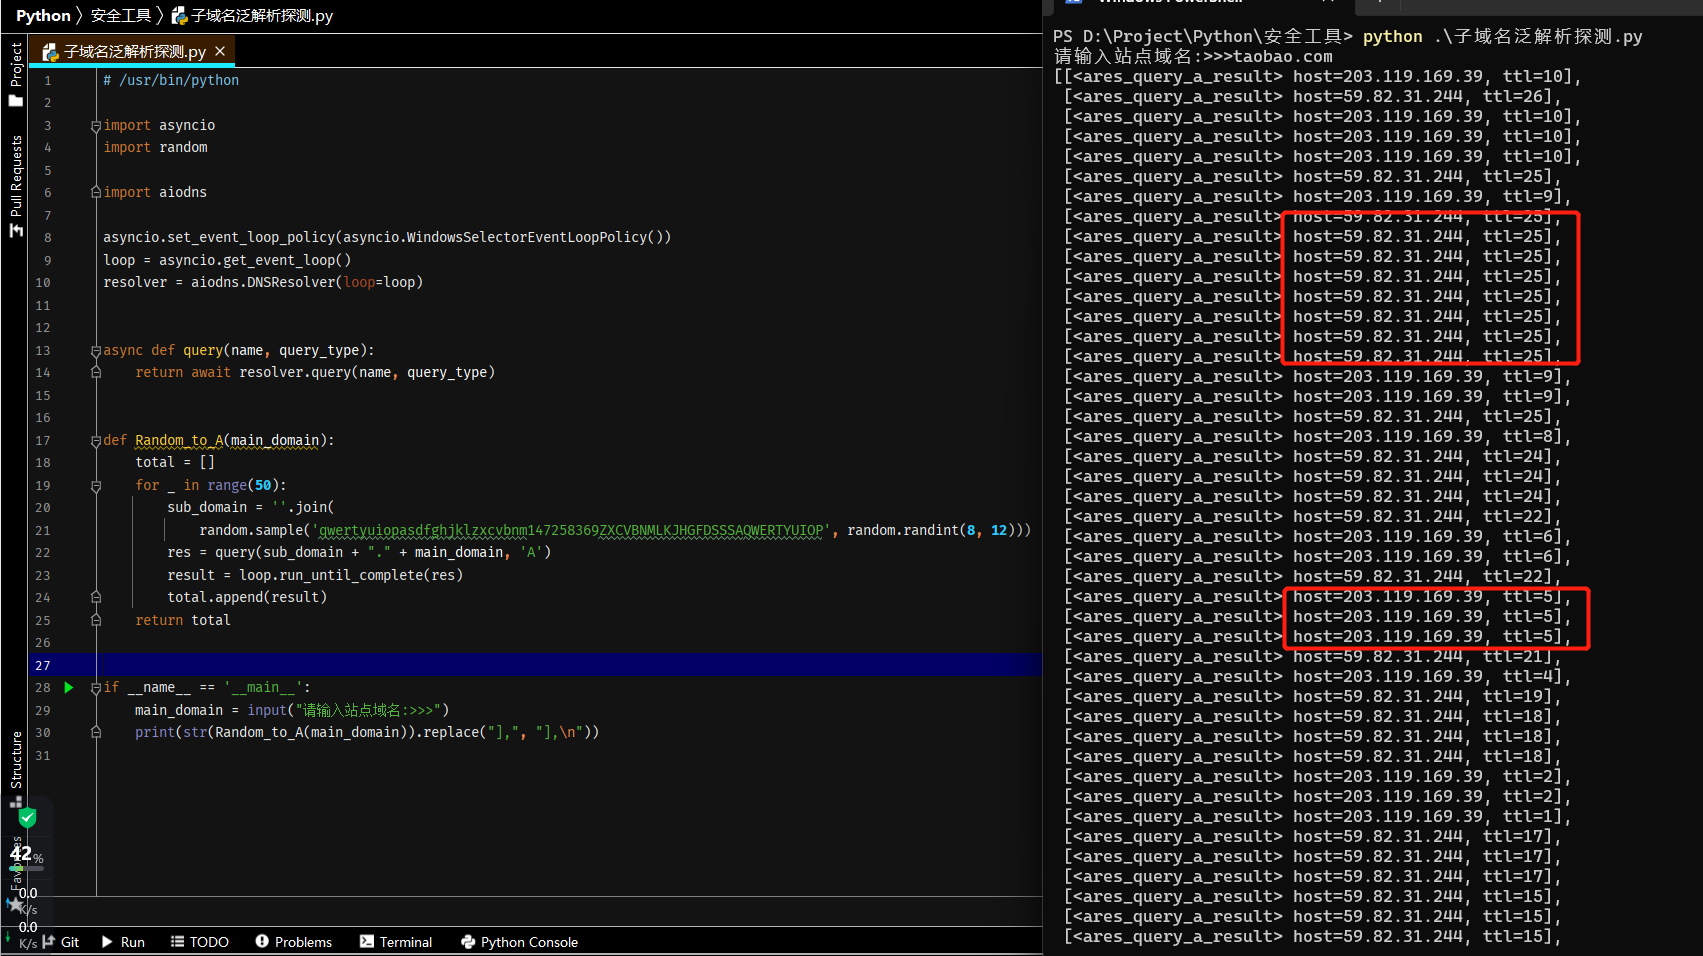 Python 〉 安全工具 〉 子域名泛解析探测.py
子域名泛解析探测.py ×
Project
Pull Requests
Structure
Favorites
1 # /usr/bin/python
2
3 import asyncio
4 import random
5
6 import aiodns
7
8 asyncio.set_event_loop_policy(asyncio.WindowsSelectorEventLoopPolicy())
9 loop = asyncio.get_event_loop()
10 resolver = aiodns.DNSResolver(loop=loop)
11
12
13 async def query(name, query_type):
14 return await resolver.query(name, query_type)
15
16
17 def Random_to_A(main_domain):
18 total = []
19 for _ in range(50):
20 sub_domain = ''.join(
21 random.sample('qwertyuiopasdfghjklzxcvbnm147258369ZXCVBNMLKJHGFDSSSAQWERTYUIOP', random.randint(8, 12)))
22 res = query(sub_domain + "." + main_domain, 'A')
23 result = loop.run_until_complete(res)
24 total.append(result)
25 return total
26
27
28 if __name__ == '__main__':
29 main_domain = input("请输入站点域名:>>>")
30 print(str(Random_to_A(main_domain)).replace("],", "],\n"))
31
42%
0.0
K/s
0.0
K/s
Git Run TODO Problems Terminal Python Console
Windows PowerShell
PS D:\Project\Python\安全工具> python .\子域名泛解析探测.py
请输入站点域名:>>>taobao.com
[[<ares_query_a_result> host=203.119.169.39, ttl=10],
[<ares_query_a_result> host=59.82.31.244, ttl=26],
[<ares_query_a_result> host=203.119.169.39, ttl=10],
[<ares_query_a_result> host=203.119.169.39, ttl=10],
[<ares_query_a_result> host=203.119.169.39, ttl=10],
[<ares_query_a_result> host=59.82.31.244, ttl=25],
[<ares_query_a_result> host=203.119.169.39, ttl=9],
[<ares_query_a_result> host=59.82.31.244, ttl=25],
[<ares_query_a_result> host=59.82.31.244, ttl=25],
[<ares_query_a_result> host=59.82.31.244, ttl=25],
[<ares_query_a_result> host=59.82.31.244, ttl=25],
[<ares_query_a_result> host=59.82.31.244, ttl=25],
[<ares_query_a_result> host=59.82.31.244, ttl=25],
[<ares_query_a_result> host=59.82.31.244, ttl=25],
[<ares_query_a_result> host=59.82.31.244, ttl=25],
[<ares_query_a_result> host=203.119.169.39, ttl=9],
[<ares_query_a_result> host=203.119.169.39, ttl=9],
[<ares_query_a_result> host=59.82.31.244, ttl=25],
[<ares_query_a_result> host=203.119.169.39, ttl=8],
[<ares_query_a_result> host=59.82.31.244, ttl=24],
[<ares_query_a_result> host=59.82.31.244, ttl=24],
[<ares_query_a_result> host=59.82.31.244, ttl=24],
[<ares_query_a_result> host=59.82.31.244, ttl=22],
[<ares_query_a_result> host=203.119.169.39, ttl=6],
[<ares_query_a_result> host=203.119.169.39, ttl=6],
[<ares_query_a_result> host=59.82.31.244, ttl=22],
[<ares_query_a_result> host=203.119.169.39, ttl=5],
[<ares_query_a_result> host=203.119.169.39, ttl=5],
[<ares_query_a_result> host=203.119.169.39, ttl=5],
[<ares_query_a_result> host=59.82.31.244, ttl=21],
[<ares_query_a_result> host=203.119.169.39, ttl=4],
[<ares_query_a_result> host=59.82.31.244, ttl=19],
[<ares_query_a_result> host=59.82.31.244, ttl=18],
[<ares_query_a_result> host=59.82.31.244, ttl=18],
[<ares_query_a_result> host=59.82.31.244, ttl=18],
[<ares_query_a_result> host=203.119.169.39, ttl=2],
[<ares_query_a_result> host=203.119.169.39, ttl=2],
[<ares_query_a_result> host=203.119.169.39, ttl=1],
[<ares_query_a_result> host=59.82.31.244, ttl=17],
[<ares_query_a_result> host=59.82.31.244, ttl=17],
[<ares_query_a_result> host=59.82.31.244, ttl=17],
[<ares_query_a_result> host=59.82.31.244, ttl=15],
[<ares_query_a_result> host=59.82.31.244, ttl=15],
[<ares_query_a_result> host=59.82.31.244, ttl=15],